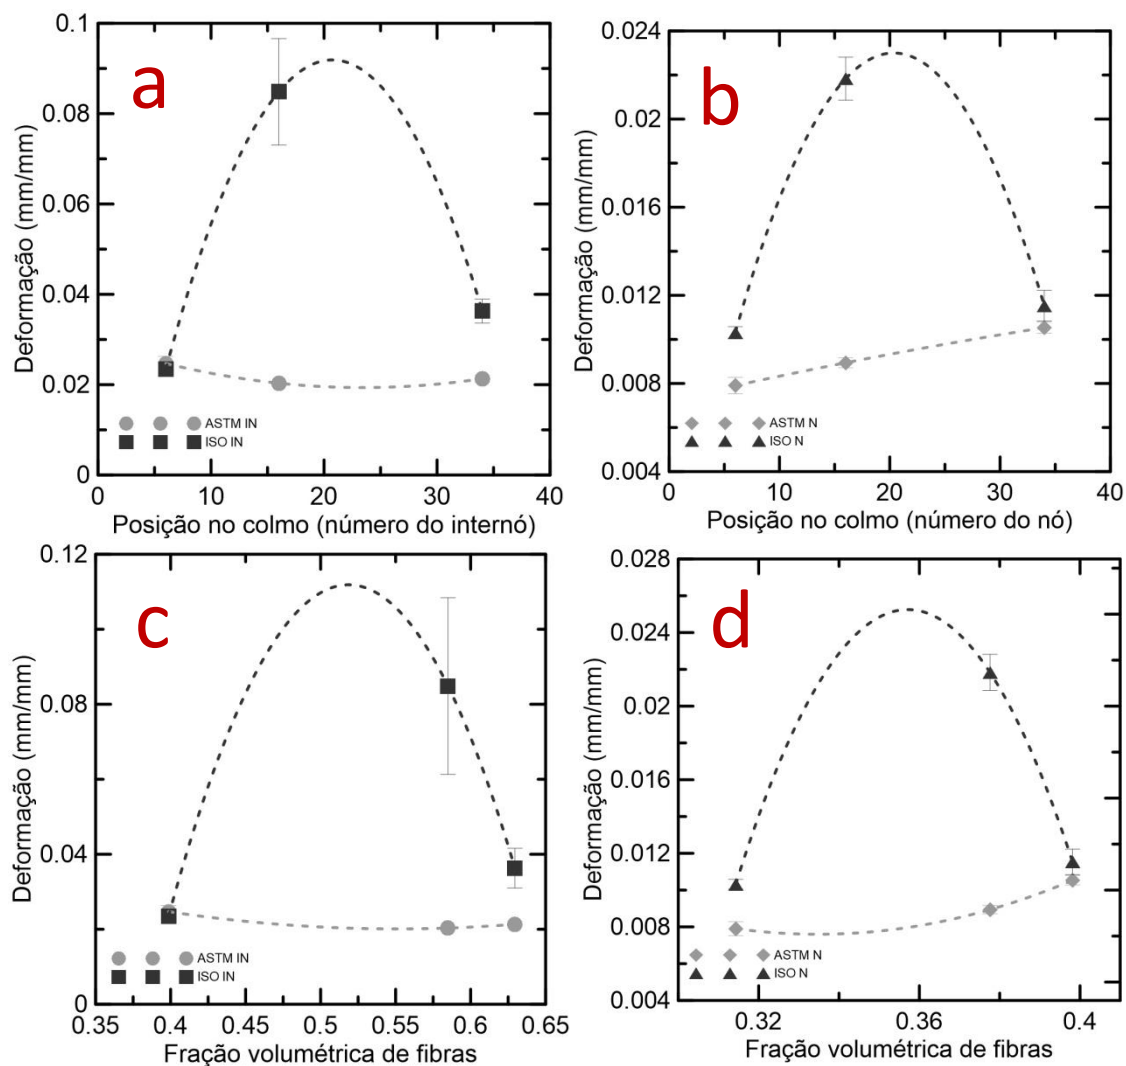 a
Deformação (mm/mm)
0.1
0.08
0.06
0.04
0.02
0
ASTM IN
ISO IN
0 10 20 30 40
Posição no colmo (número do internó)
b
Deformação (mm/mm)
0.024
0.02
0.016
0.012
0.008
0.004
ASTM N
ISO N
0 10 20 30 40
Posição no colmo (número do nó)
c
Deformação (mm/mm)
0.12
0.08
0.04
0
ASTM IN
ISO IN
0.35 0.4 0.45 0.5 0.55 0.6 0.65
Fração volumétrica de fibras
d
Deformação (mm/mm)
0.028
0.024
0.02
0.016
0.012
0.008
0.004
ASTM N
ISO N
0.32 0.36 0.4
Fração volumétrica de fibras